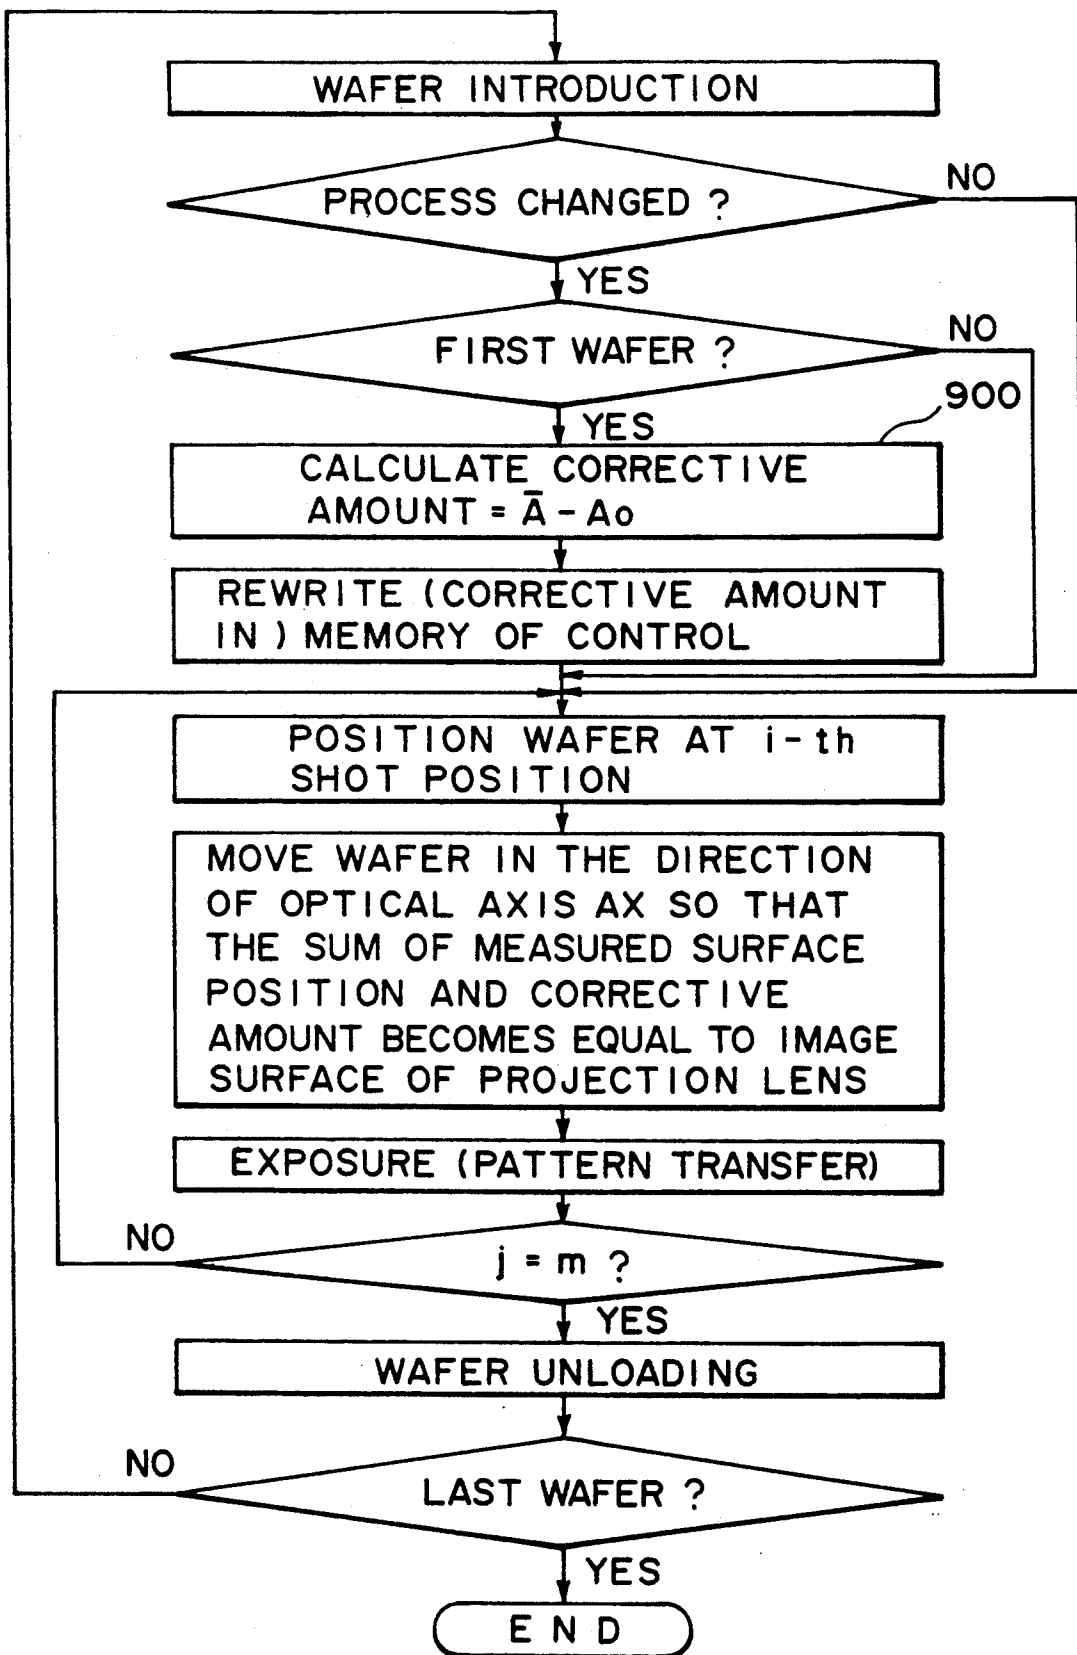 WAFER INTRODUCTION
PROCESS CHANGED ?
NO
YES
FIRST WAFER ?
NO
YES
900
CALCULATE CORRECTIVE
AMOUNT = Ā - Ao
REWRITE (CORRECTIVE AMOUNT
IN) MEMORY OF CONTROL
POSITION WAFER AT i-th
SHOT POSITION
MOVE WAFER IN THE DIRECTION
OF OPTICAL AXIS AX SO THAT
THE SUM OF MEASURED SURFACE
POSITION AND CORRECTIVE
AMOUNT BECOMES EQUAL TO IMAGE
SURFACE OF PROJECTION LENS
EXPOSURE (PATTERN TRANSFER)
NO
j = m ?
YES
WAFER UNLOADING
NO
LAST WAFER ?
YES
END